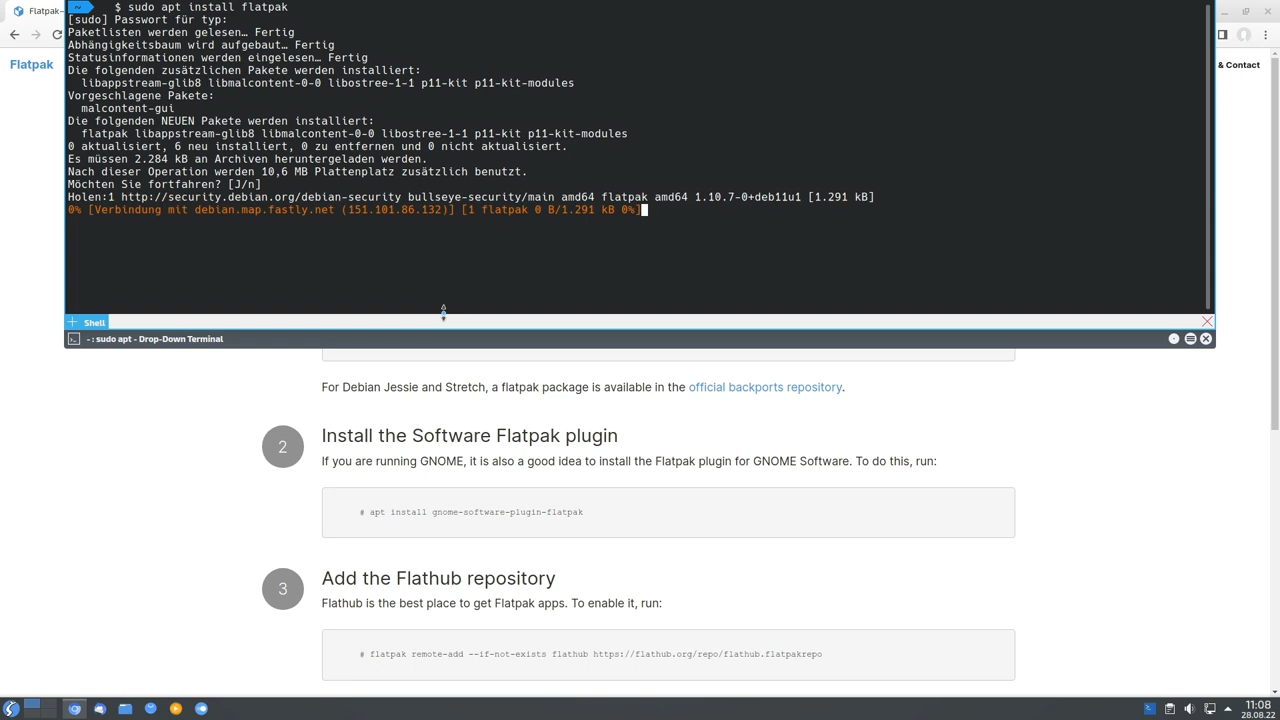 Flatpak-
~ $ sudo apt install flatpak
[sudo] Passwort für typ:
Paketlisten werden gelesen… Fertig
Abhängigkeitsbaum wird aufgebaut… Fertig
Statusinformationen werden eingelesen… Fertig
Die folgenden zusätzlichen Pakete werden installiert:
libappstream-glib8 libmalcontent-0-0 libostree-1-1 p11-kit p11-kit-modules
Vorgeschlagene Pakete:
malcontent-gui
Die folgenden NEUEN Pakete werden installiert:
flatpak libappstream-glib8 libmalcontent-0-0 libostree-1-1 p11-kit p11-kit-modules
0 aktualisiert, 6 neu installiert, 0 zu entfernen und 0 nicht aktualisiert.
Es müssen 2.284 kB an Archiven heruntergeladen werden.
Nach dieser Operation werden 10,6 MB Plattenplatz zusätzlich benutzt.
Möchten Sie fortfahren? [J/n]
Holen:1 http://security.debian.org/debian-security bullseye-security/main amd64 flatpak amd64 1.10.7-0+deb11u1 [1.291 kB]
0% [Verbindung mit debian.map.fastly.net (151.101.86.132)] [1 flatpak 0 B/1.291 kB 0%]
Shell
- : sudo apt - Drop-Down Terminal
Flatpak
& Contact
For Debian Jessie and Stretch, a flatpak package is available in the official backports repository.
2
Install the Software Flatpak plugin
If you are running GNOME, it is also a good idea to install the Flatpak plugin for GNOME Software. To do this, run:
# apt install gnome-software-plugin-flatpak
3
Add the Flathub repository
Flathub is the best place to get Flatpak apps. To enable it, run:
# flatpak remote-add --if-not-exists flathub https://flathub.org/repo/flathub.flatpakrepo
11:08
28.08.22